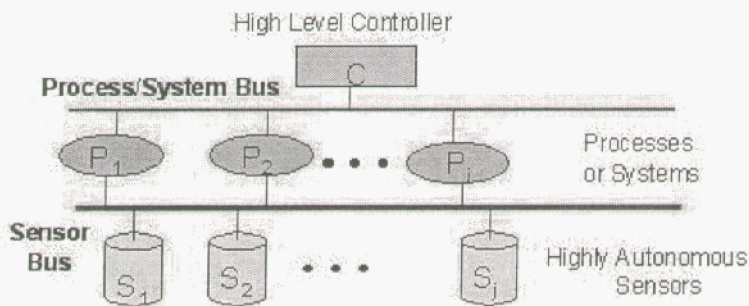 High Level Controller
C
Process/System Bus
P1
P2
• • •
Pi
Processes
or Systems
Sensor
Bus
S1
S2
• • •
Sj
Highly Autonomous
Sensors